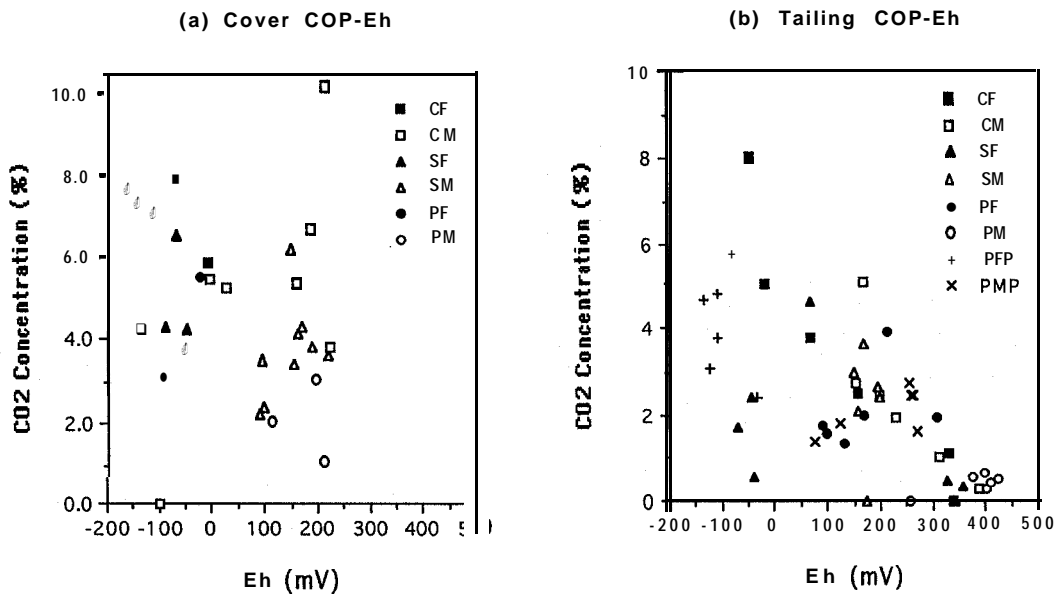 (a) Cover COP-Eh
CO2 Concentration (%)
10.0
8.0
6.0
4.0
2.0
0.0
-200 -100 0 100 200 300 400
Eh (mV)
CF
CM
SF
SM
PF
PM
(b) Tailing COP-Eh
CO2 Concentration (%)
10
8
6
4
2
0
-200 -100 0 100 200 300 400 500
Eh (mV)
CF
CM
SF
SM
PF
PM
PFP
PMP